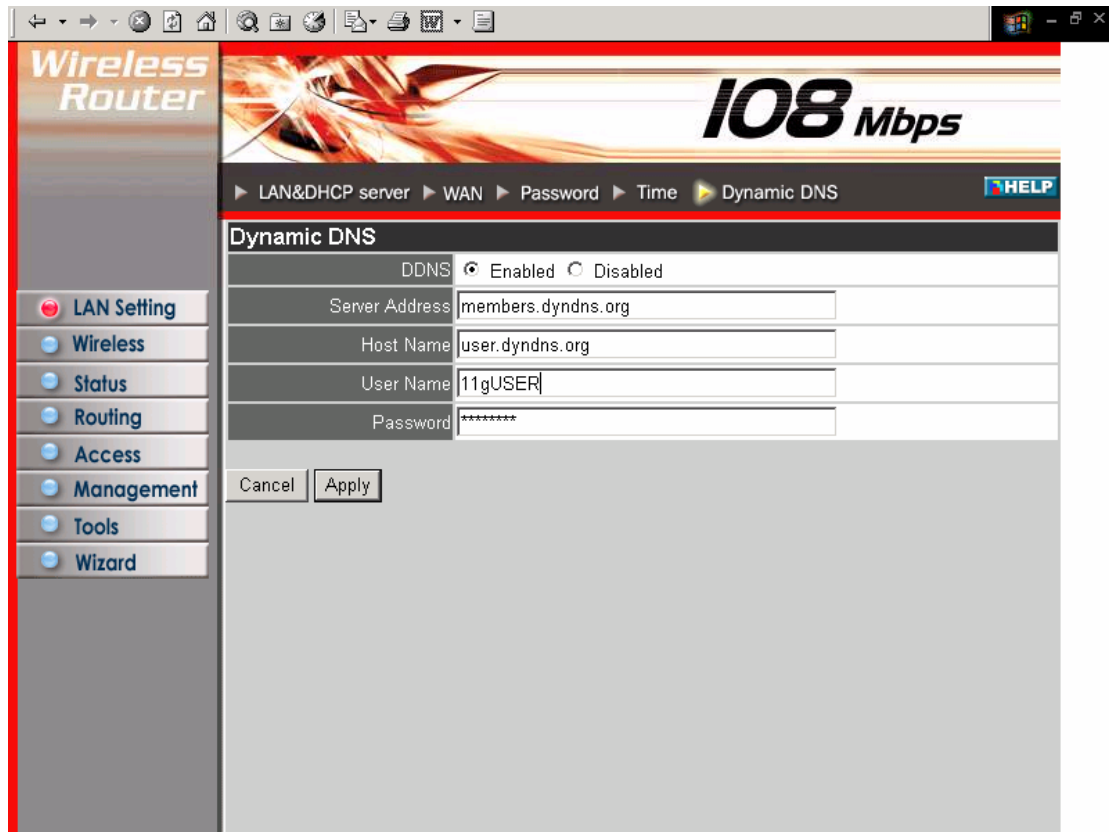 Wireless
Router
108 Mbps
LAN&DHCP server WAN Password Time Dynamic DNS HELP
Dynamic DNS
DDNS Enabled Disabled
Server Address members.dyndns.org
Host Name user.dyndns.org
User Name 11gUSER
Password ********
Cancel Apply
LAN Setting
Wireless
Status
Routing
Access
Management
Tools
Wizard